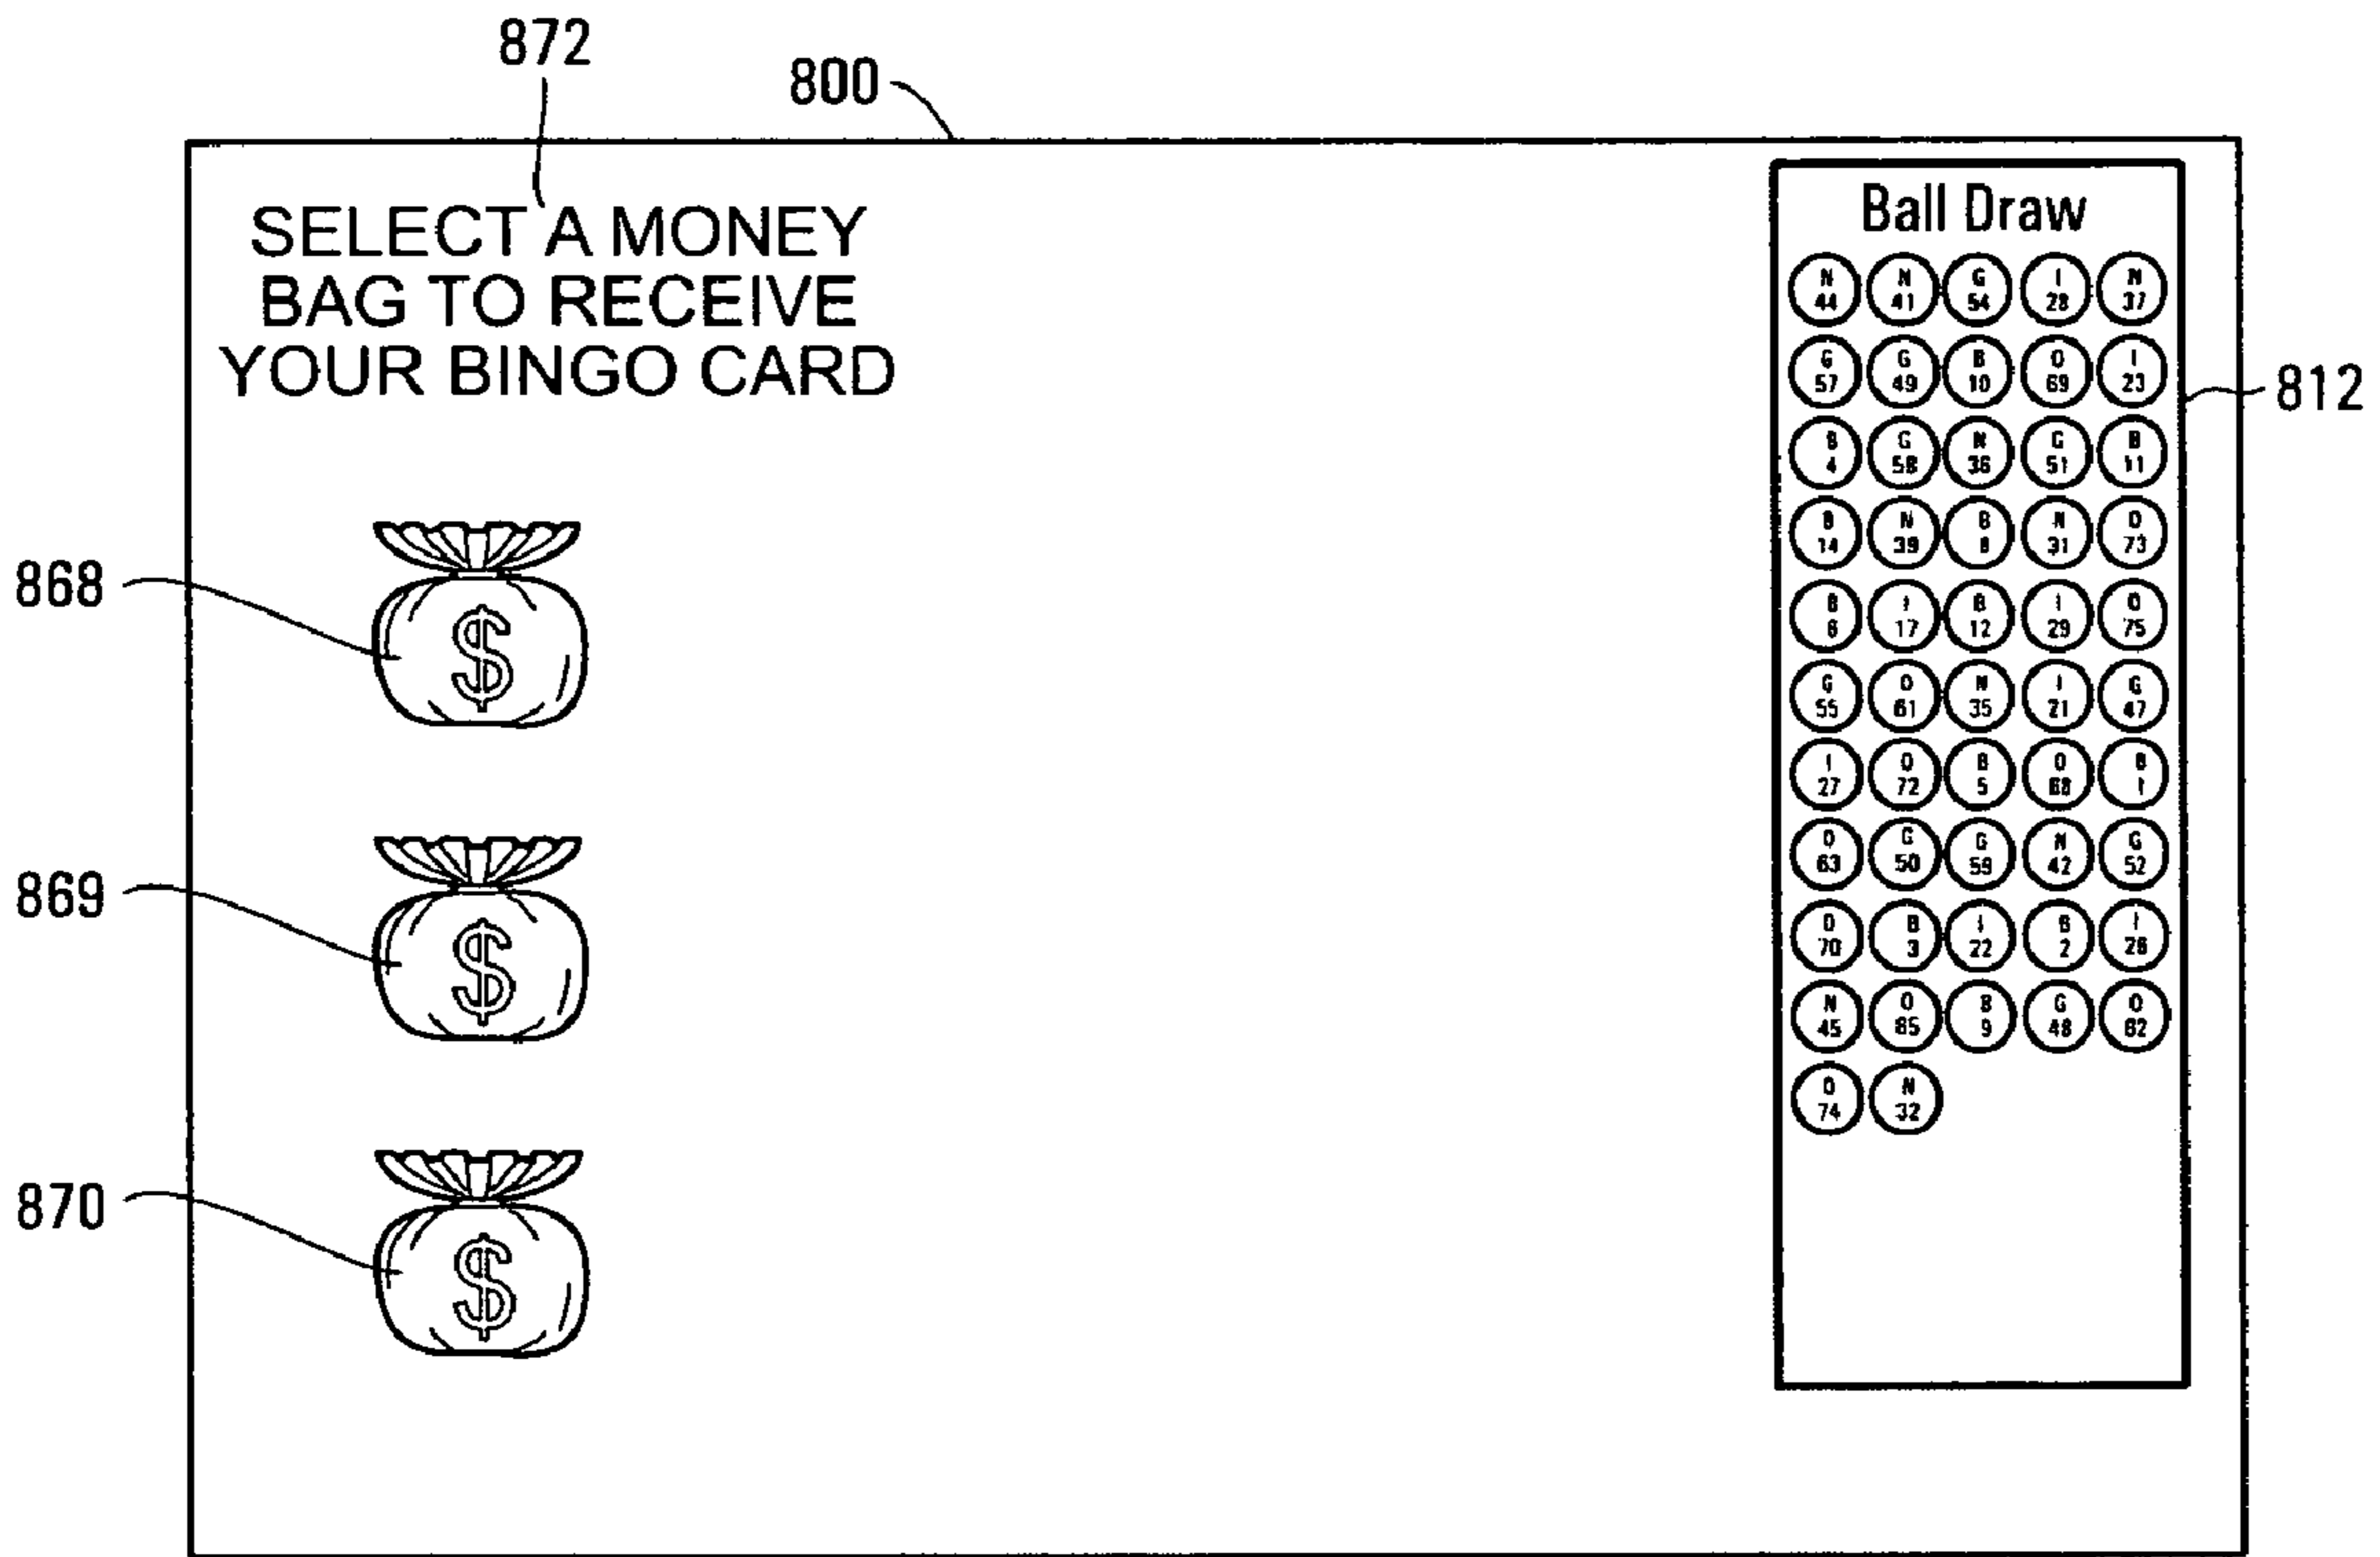 872
800
SELECT A MONEY
BAG TO RECEIVE
YOUR BINGO CARD
Ball Draw
N 44 N 41 G 54 I 28 N 37
G 57 G 49 B 10 O 69 I 23
812
B 4 G 58 N 36 G 51 B 11
B 14 N 39 B 8 N 31 O 73
868
B 6 I 17 B 12 I 29 O 75
$
G 55 O 61 N 35 I 21 G 47
I 27 O 72 B 5 O 68 B 1
O 63 G 50 G 59 N 42 G 52
869
O 70 B 3 I 22 B 2 I 26
$
N 45 O 65 B 9 G 48 O 62
O 74 N 32
870
$